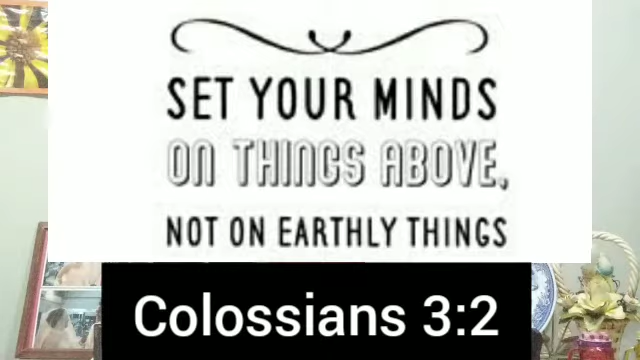 SET YOUR MINDS
ON THINGS ABOVE,
NOT ON EARTHLY THINGS
Colossians 3:2